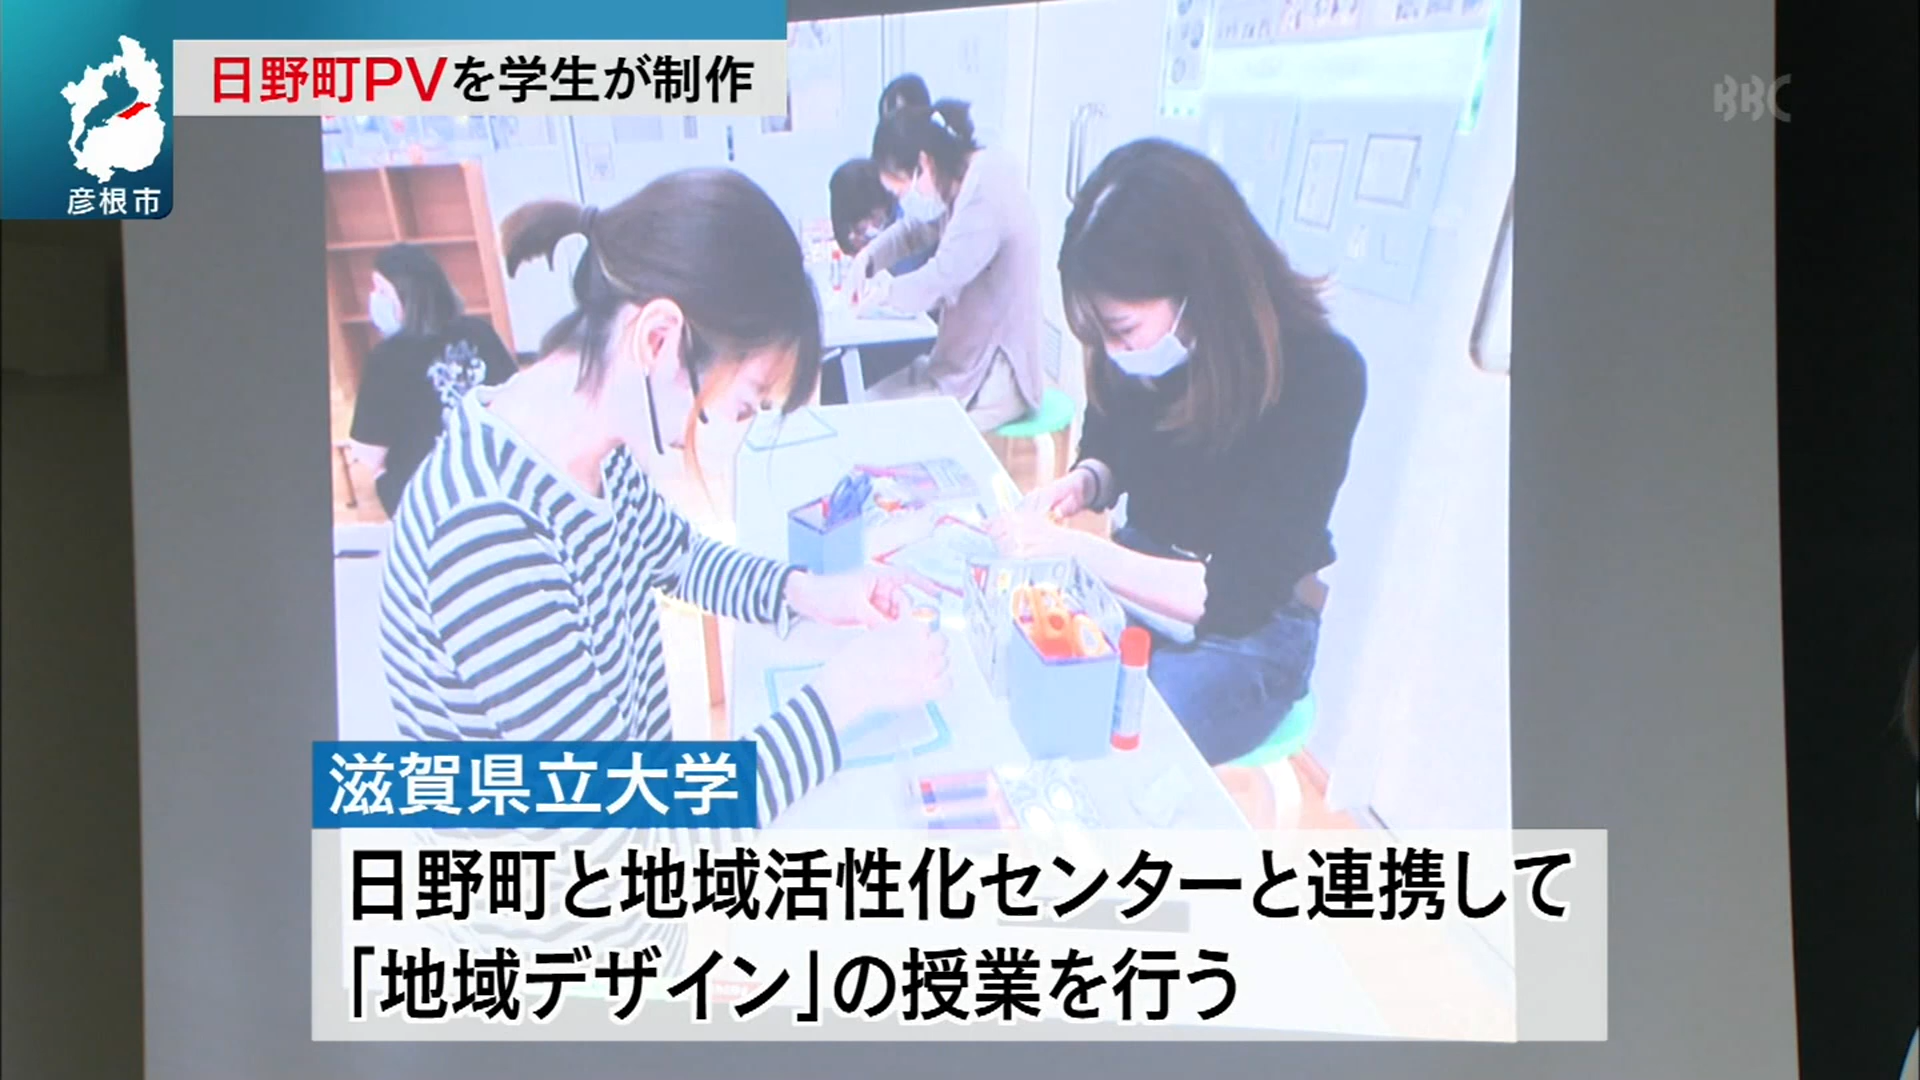 日野町PVを学生が制作
BBC
彦根市
滋賀県立大学
日野町と地域活性化センターと連携して
「地域デザイン」の授業を行う